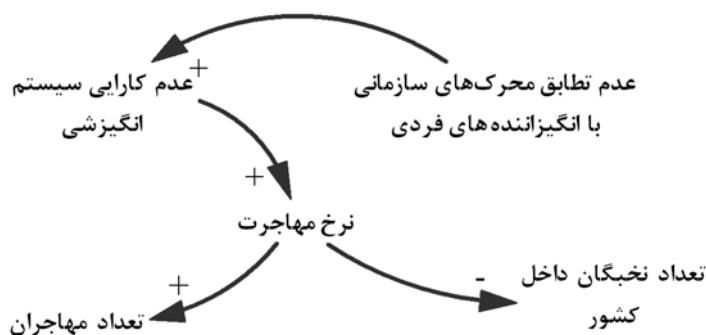 عدم تطابق محرک‌های سازمانی
با انگیزاننده‌های فردی
+
عدم کارایی سیستم
انگیزشی
+
نرخ مهاجرت
-
تعداد نخبگان داخل
کشور
+
تعداد مهاجران